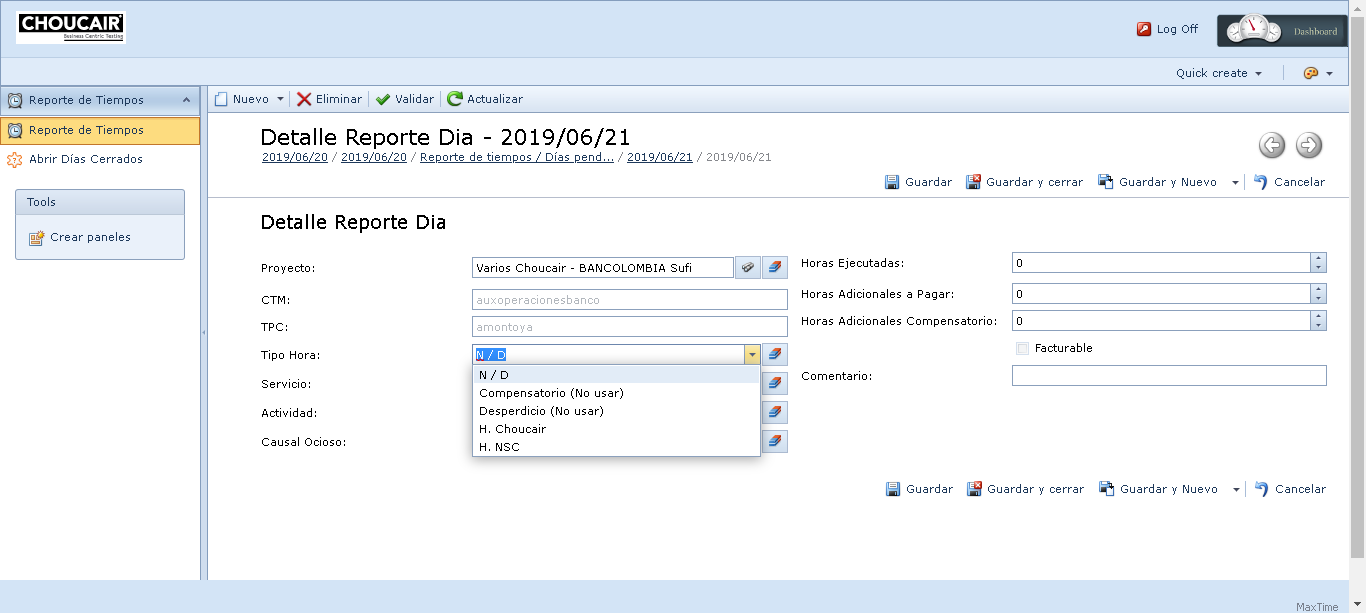 CHOUCAIR
Business Centric Testing
Log Off
Dashboard
Quick create
Reporte de Tiempos
Reporte de Tiempos
Abrir Días Cerrados
Tools
Crear paneles
Nuevo Eliminar Validar Actualizar
Detalle Reporte Dia - 2019/06/21
2019/06/20 / 2019/06/20 / Reporte de tiempos / Días pend... / 2019/06/21 / 2019/06/21
Guardar Guardar y cerrar Guardar y Nuevo Cancelar
Detalle Reporte Dia
Proyecto: Varios Choucair - BANCOLOMBIA Sufi
CTM: auxoperacionesbanco
TPC: amontoya
Tipo Hora: N / D
N / D
Compensatorio (No usar)
Desperdicio (No usar)
H. Choucair
H. NSC
Servicio:
Actividad:
Causal Ocioso:
Horas Ejecutadas: 0
Horas Adicionales a Pagar: 0
Horas Adicionales Compensatorio: 0
Facturable
Comentario:
Guardar Guardar y cerrar Guardar y Nuevo Cancelar
MaxTime